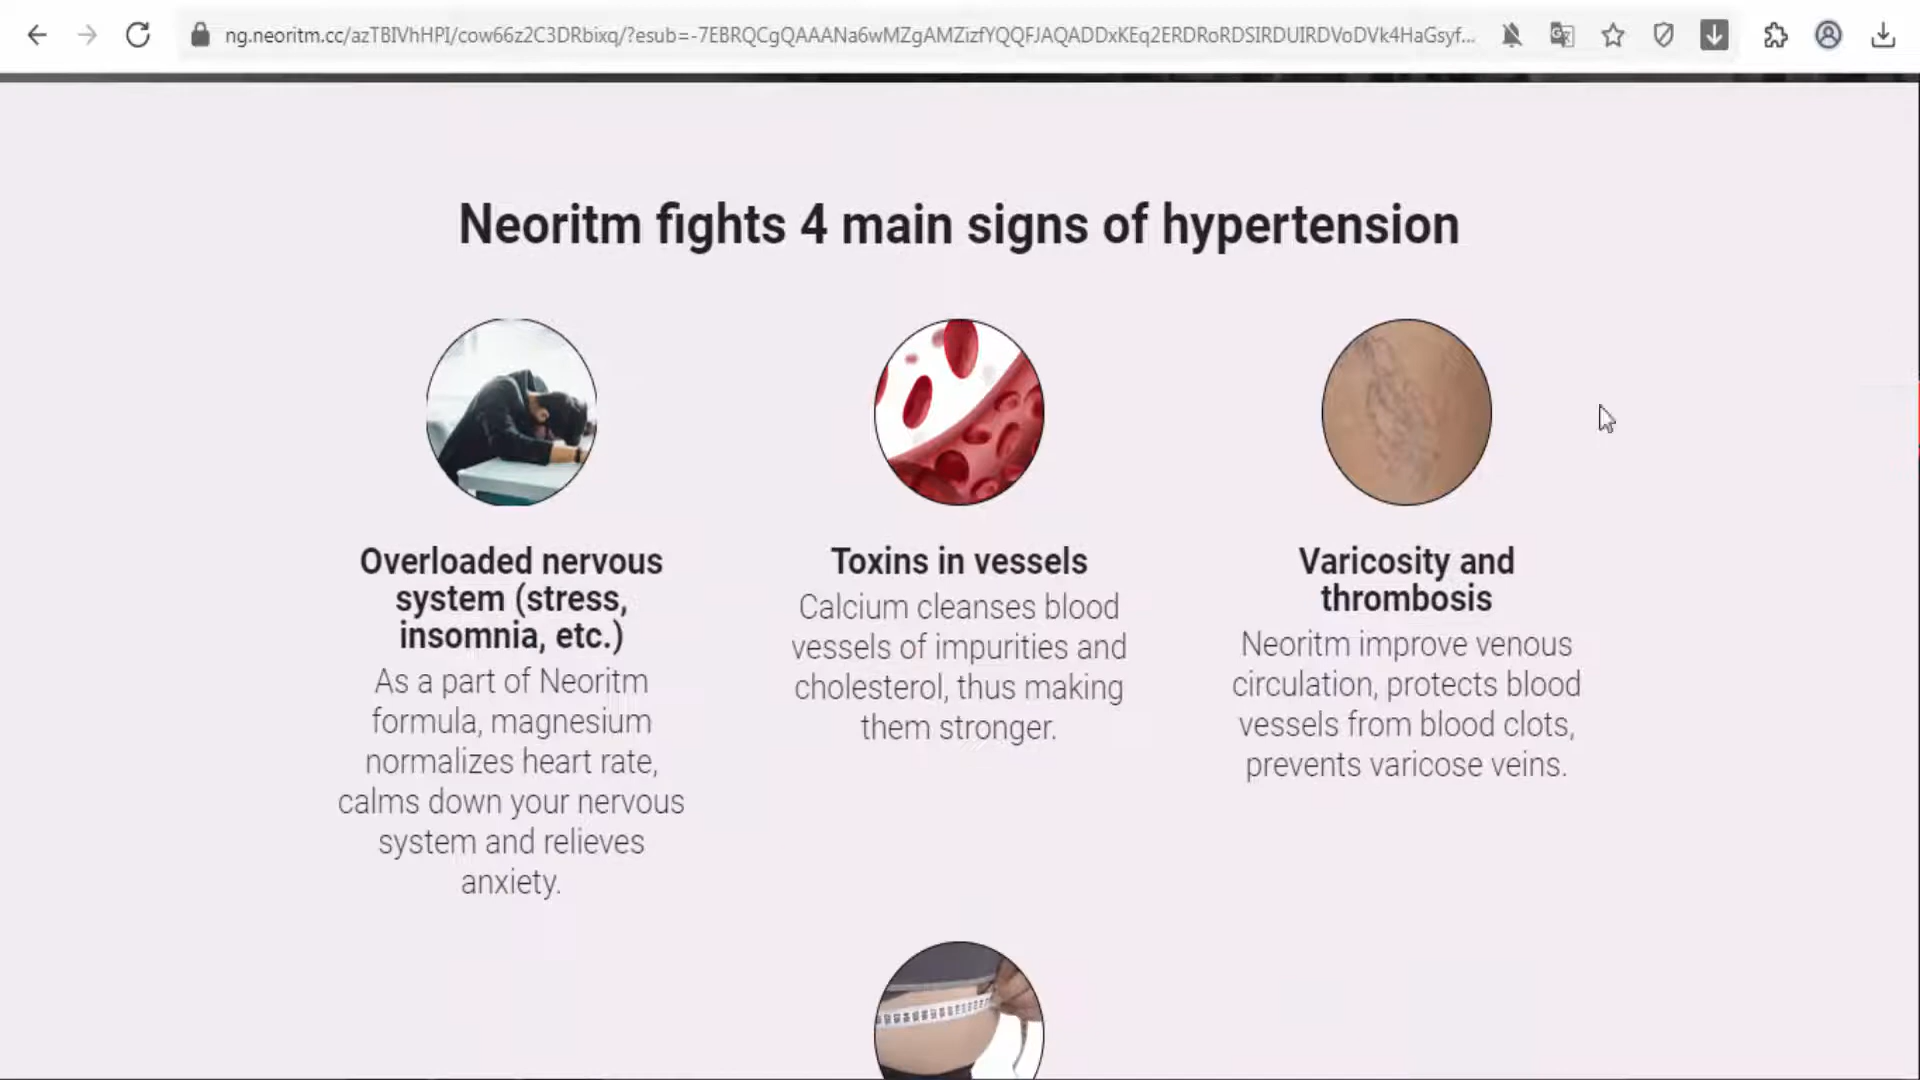 ng.neoritm.cc/azTBIVhHPI/cow66z2C3DRbixq/?esub=-7EBRQCgQAAANa6wMZgAMZizfYQQFJAQADDxKEq2ERDRoRDSIRDUIRDVoDVk4HaGsyf...
Neoritm fights 4 main signs of hypertension
Overloaded nervous
system (stress,
insomnia, etc.)
As a part of Neoritm
formula, magnesium
normalizes heart rate,
calms down your nervous
system and relieves
anxiety.
Toxins in vessels
Calcium cleanses blood
vessels of impurities and
cholesterol, thus making
them stronger.
Varicosity and
thrombosis
Neoritm improve venous
circulation, protects blood
vessels from blood clots,
prevents varicose veins.